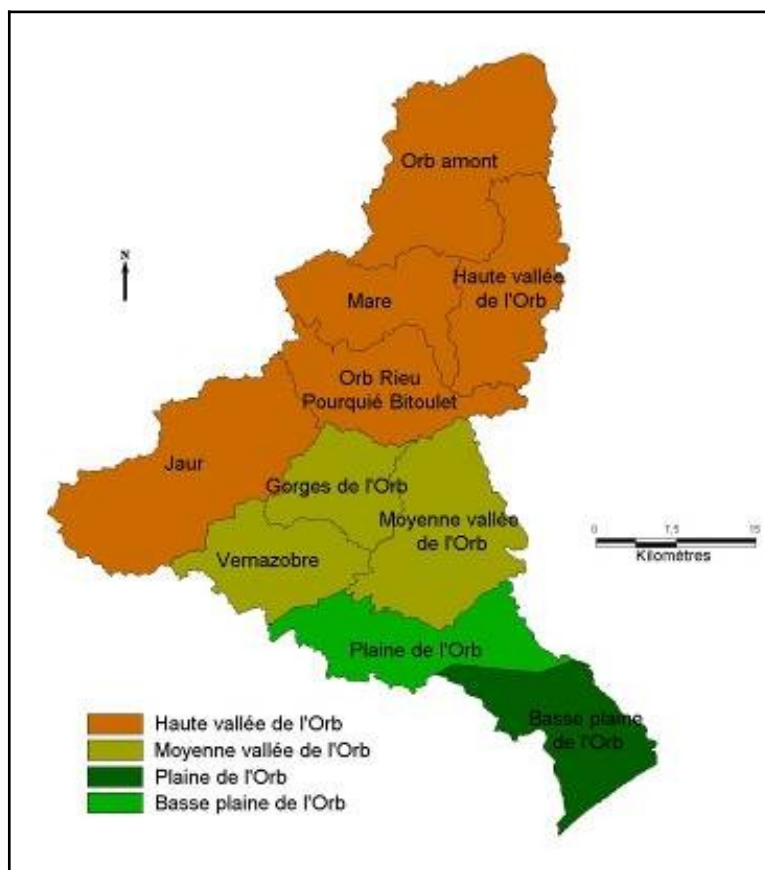 Orb amont
N
Haute vallée
de l'Orb
Mare
Orb Rieu
Pourquié Bitoulet
Jaur
Gorges de l'Orb
Moyenne vallée
de l'Orb
0 7,5 15
Kilomètres
Vernazobre
Plaine de l'Orb
Basse plaine
de l'Orb
Haute vallée de l'Orb
Moyenne vallée de l'Orb
Plaine de l'Orb
Basse plaine de l'Orb